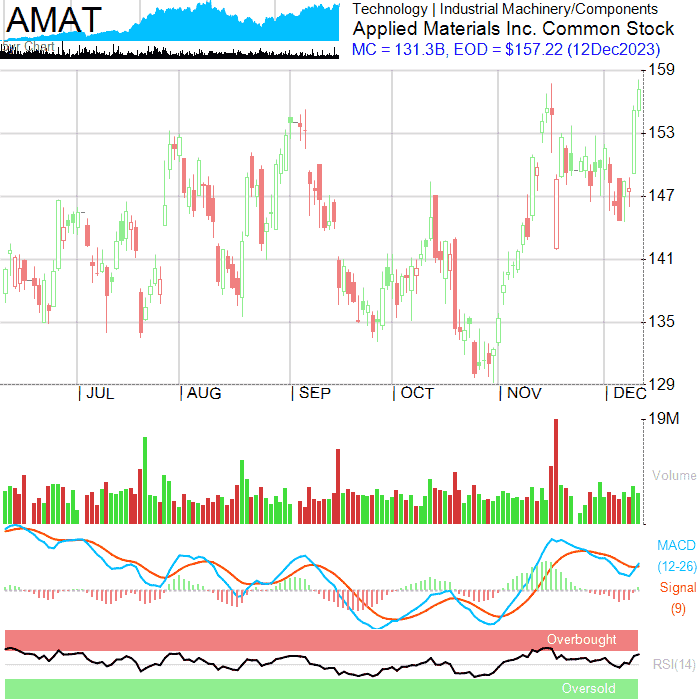 AMAT
Technology | Industrial Machinery/Components
Applied Materials Inc. Common Stock
MC = 131.3B, EOD = $157.22 (12Dec2023)
Chart
159
153
147
141
135
129
| JUL | AUG | SEP | OCT | NOV | DEC
19M
Volume
MACD
(12-26)
Signal
(9)
Overbought
RSI(14)
Oversold